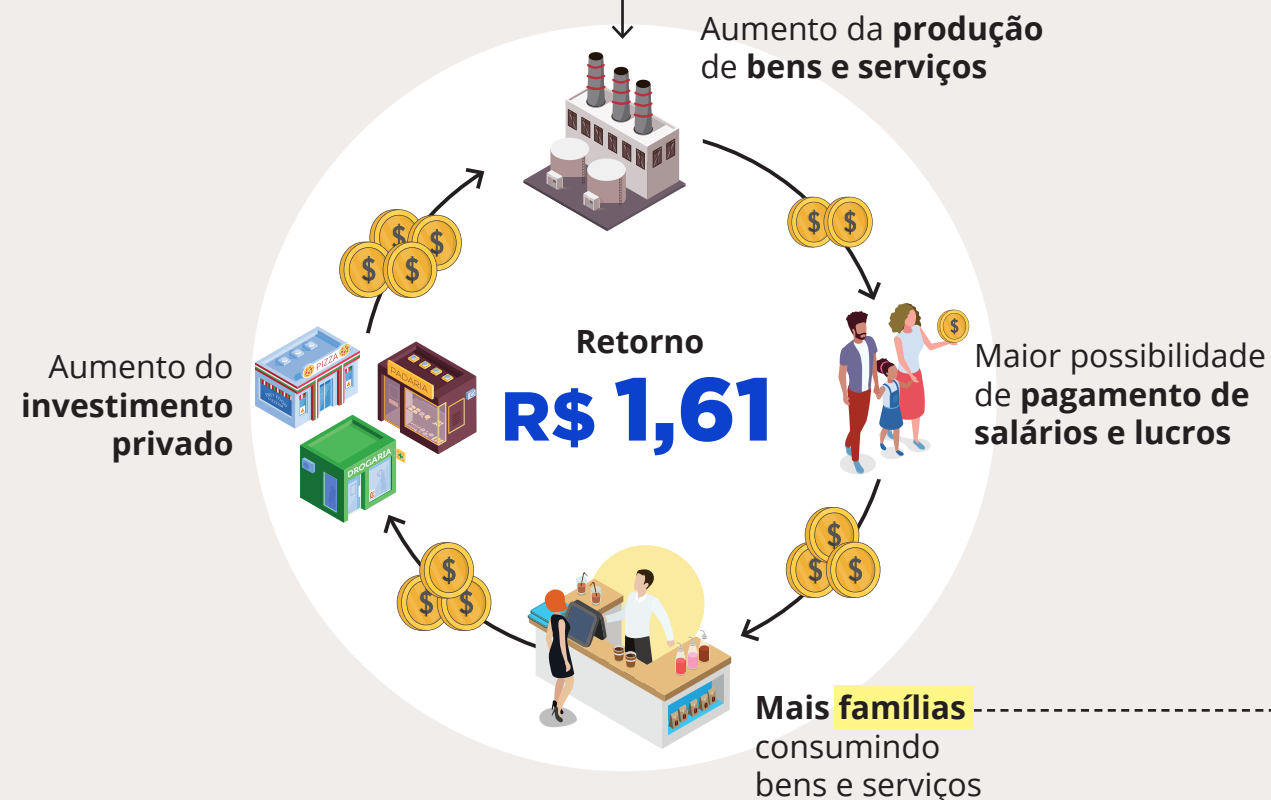 Aumento da produção
de bens e serviços
Retorno
R$ 1,61
Maior possibilidade
de pagamento de
salários e lucros
Aumento do
investimento
privado
PIZZA
PADARIA
DROGARIA
Mais famílias
consumindo
bens e serviços